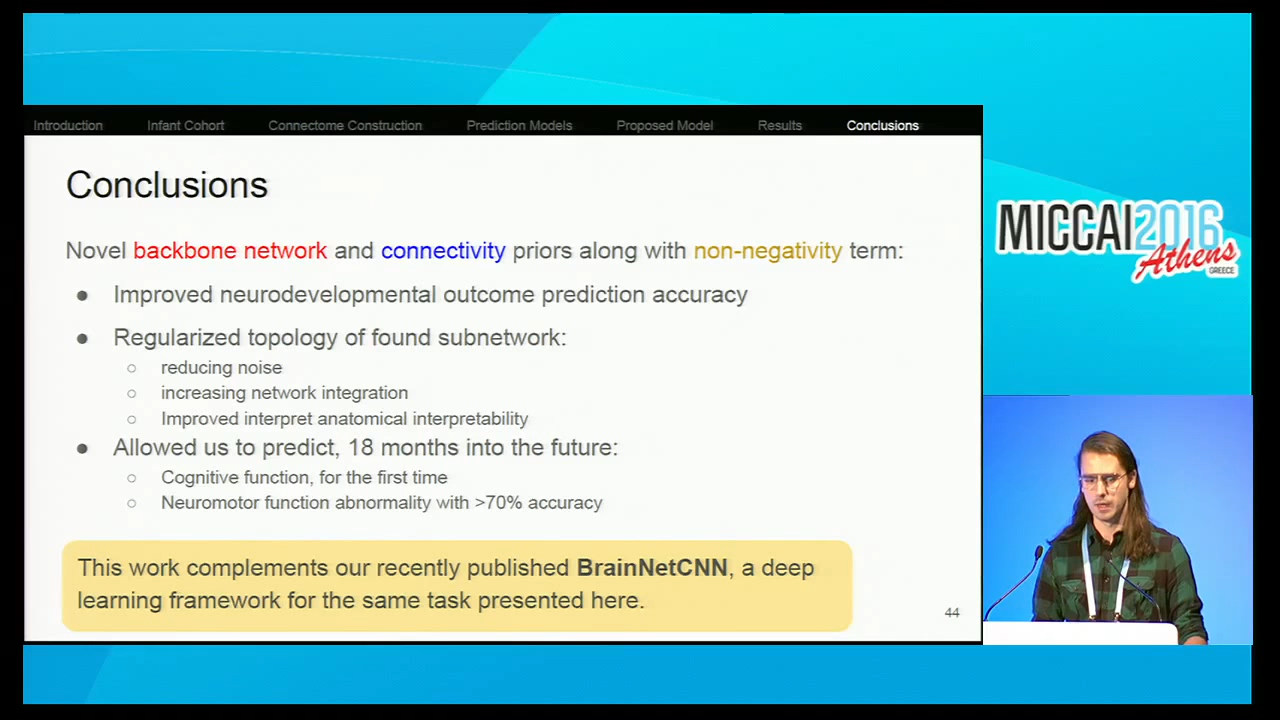 Introduction Infant Cohort Connectome Construction Prediction Models Proposed Model Results Conclusions
Conclusions
Novel backbone network and connectivity priors along with non-negativity term:
● Improved neurodevelopmental outcome prediction accuracy
● Regularized topology of found subnetwork:
○ reducing noise
○ increasing network integration
○ Improved interpret anatomical interpretability
● Allowed us to predict, 18 months into the future:
○ Cognitive function, for the first time
○ Neuromotor function abnormality with >70% accuracy
This work complements our recently published BrainNetCNN, a deep
learning framework for the same task presented here.
44
MICCAI2016
Athens
GREECE